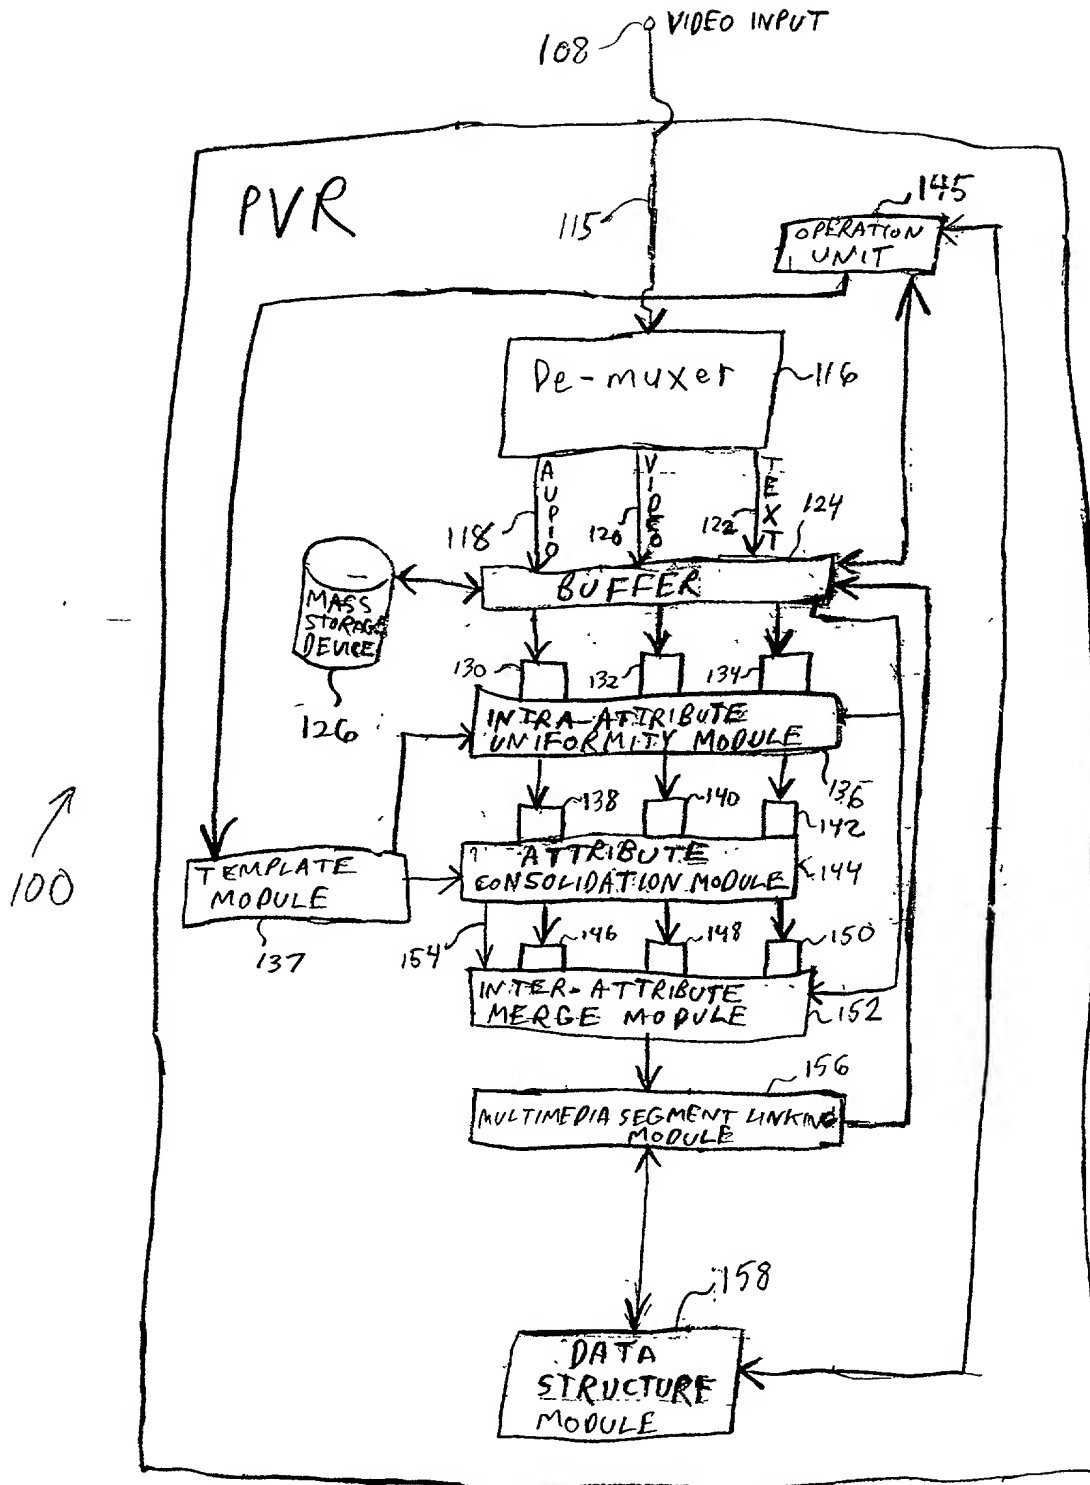 VIDEO INPUT
108
PVR
115
145
OPERATION
UNIT
De-muxer
116
AUDIO
VIDEO
TEXT
118
120
122
124
BUFFER
MASS
STORAGE
DEVICE
126
130
132
134
INTRA-ATTRIBUTE
UNIFORMITY MODULE
136
138
140
142
100
TEMPLATE
MODULE
137
ATTRIBUTE
CONSOLIDATION MODULE
144
154
146
148
150
INTER-ATTRIBUTE
MERGE MODULE
152
156
MULTIMEDIA SEGMENT LINKING
MODULE
158
DATA
STRUCTURE
MODULE